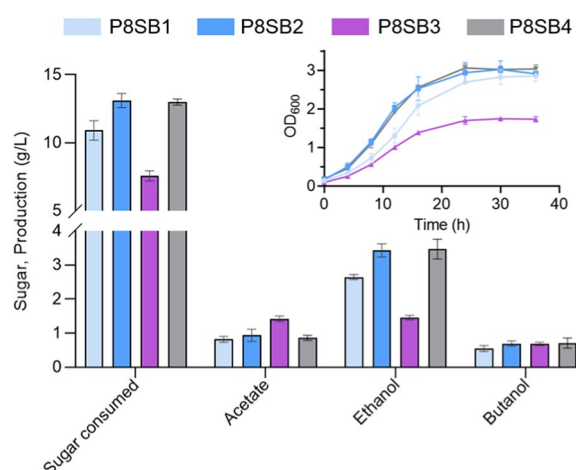 P8SB1 P8SB2 P8SB3 P8SB4
Sugar, Production (g/L)
15
10
5
4
3
2
1
0
Sugar consumed
Acetate
Ethanol
Butanol
OD600
3
2
1
0
0 10 20 30 40
Time (h)